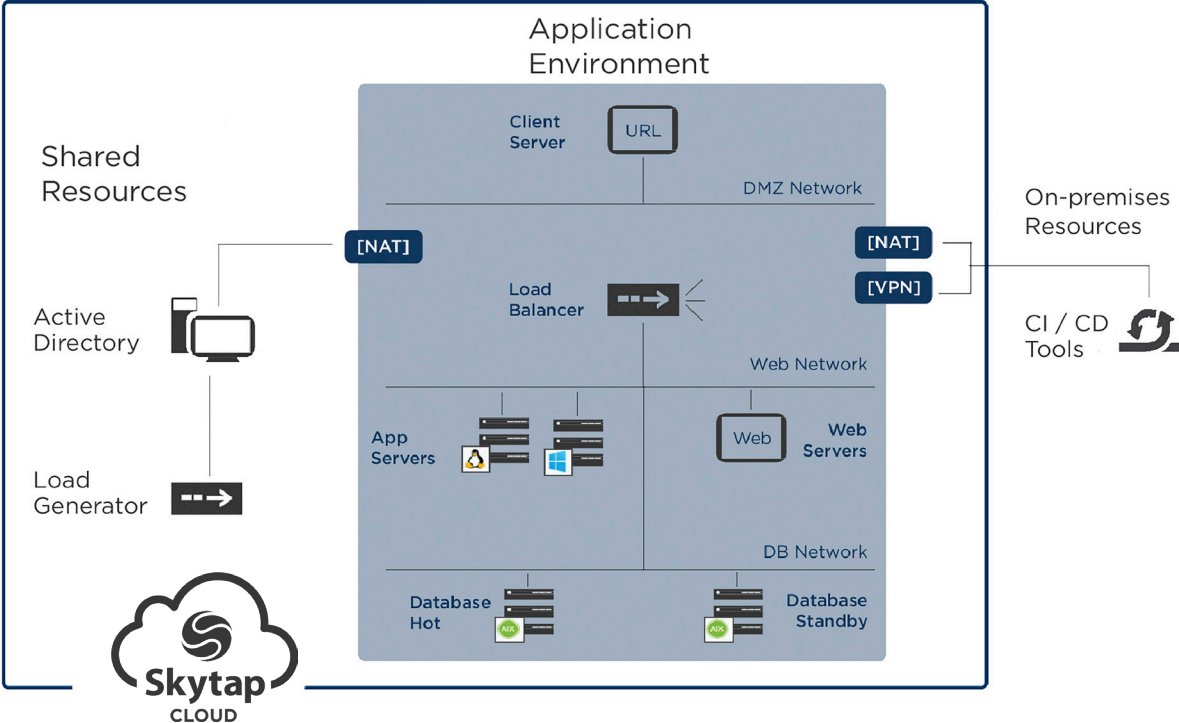 Application
Environment
Client
Server
URL
DMZ Network
Shared
Resources
[NAT]
[NAT]
[VPN]
On-premises
Resources
Load
Balancer
Active
Directory
CI / CD
Tools
Web Network
App
Servers
Web
Web
Servers
Load
Generator
DB Network
Database
Hot
AIX
AIX
Database
Standby
Skytap
CLOUD